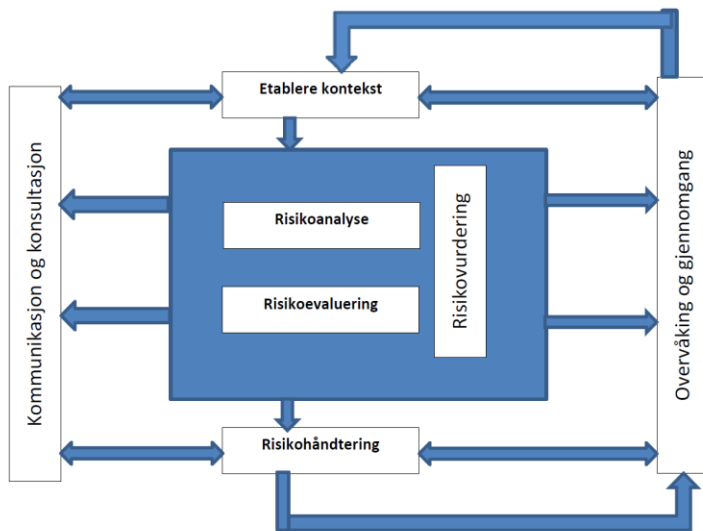 Etablere kontekst
Kommunikasjon og konsultasjon
Risikoanalyse
Risikoevaluering
Risikovurdering
Overvåking og gjennomgang
Risikohåndtering